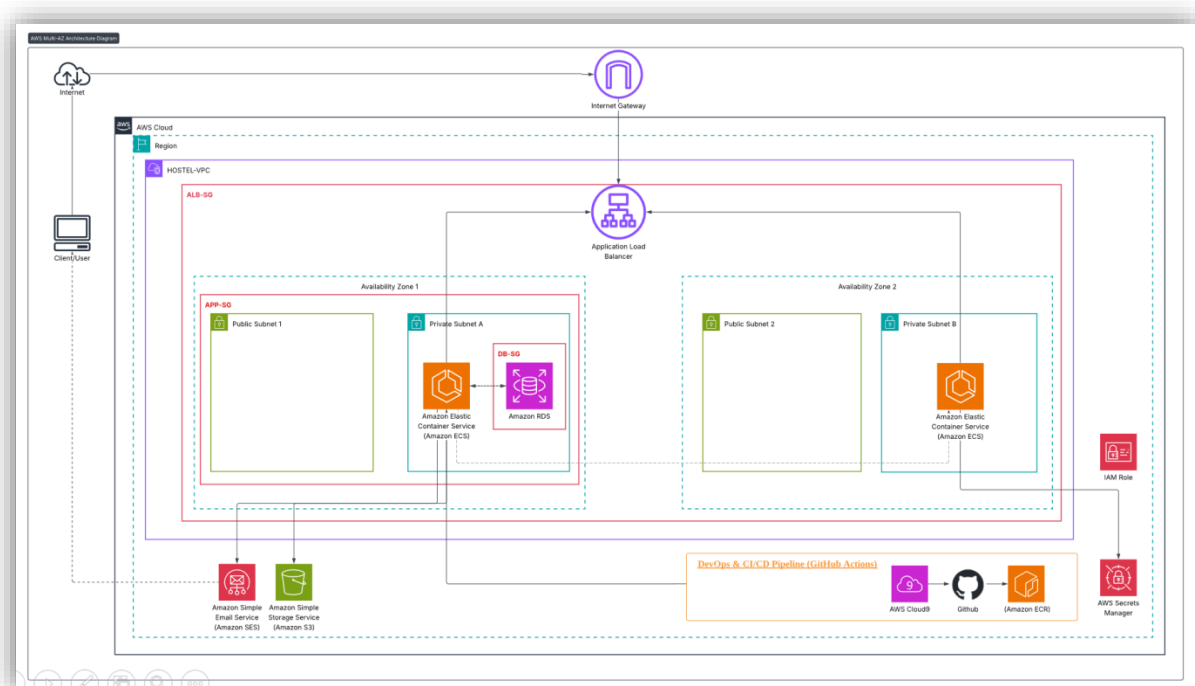 AWS Multi-AZ Architecture Diagram
Internet
Internet Gateway
aws
AWS Cloud
Region
HOSTEL-VPC
ALB-SG
Client/User
Application Load
Balancer
Availability Zone 1
Availability Zone 2
APP-SG
Public Subnet 1
Private Subnet A
Public Subnet 2
Private Subnet B
DB-SG
Amazon Elastic
Container Service
(Amazon ECS)
Amazon RDS
Amazon Elastic
Container Service
(Amazon ECS)
IAM Role
DevOps & CI/CD Pipeline (GitHub Actions)
9
AWS Cloud9
Github
(Amazon ECR)
Amazon Simple
Email Service
(Amazon SES)
Amazon Simple
Storage Service
(Amazon S3)
AWS Secrets
Manager